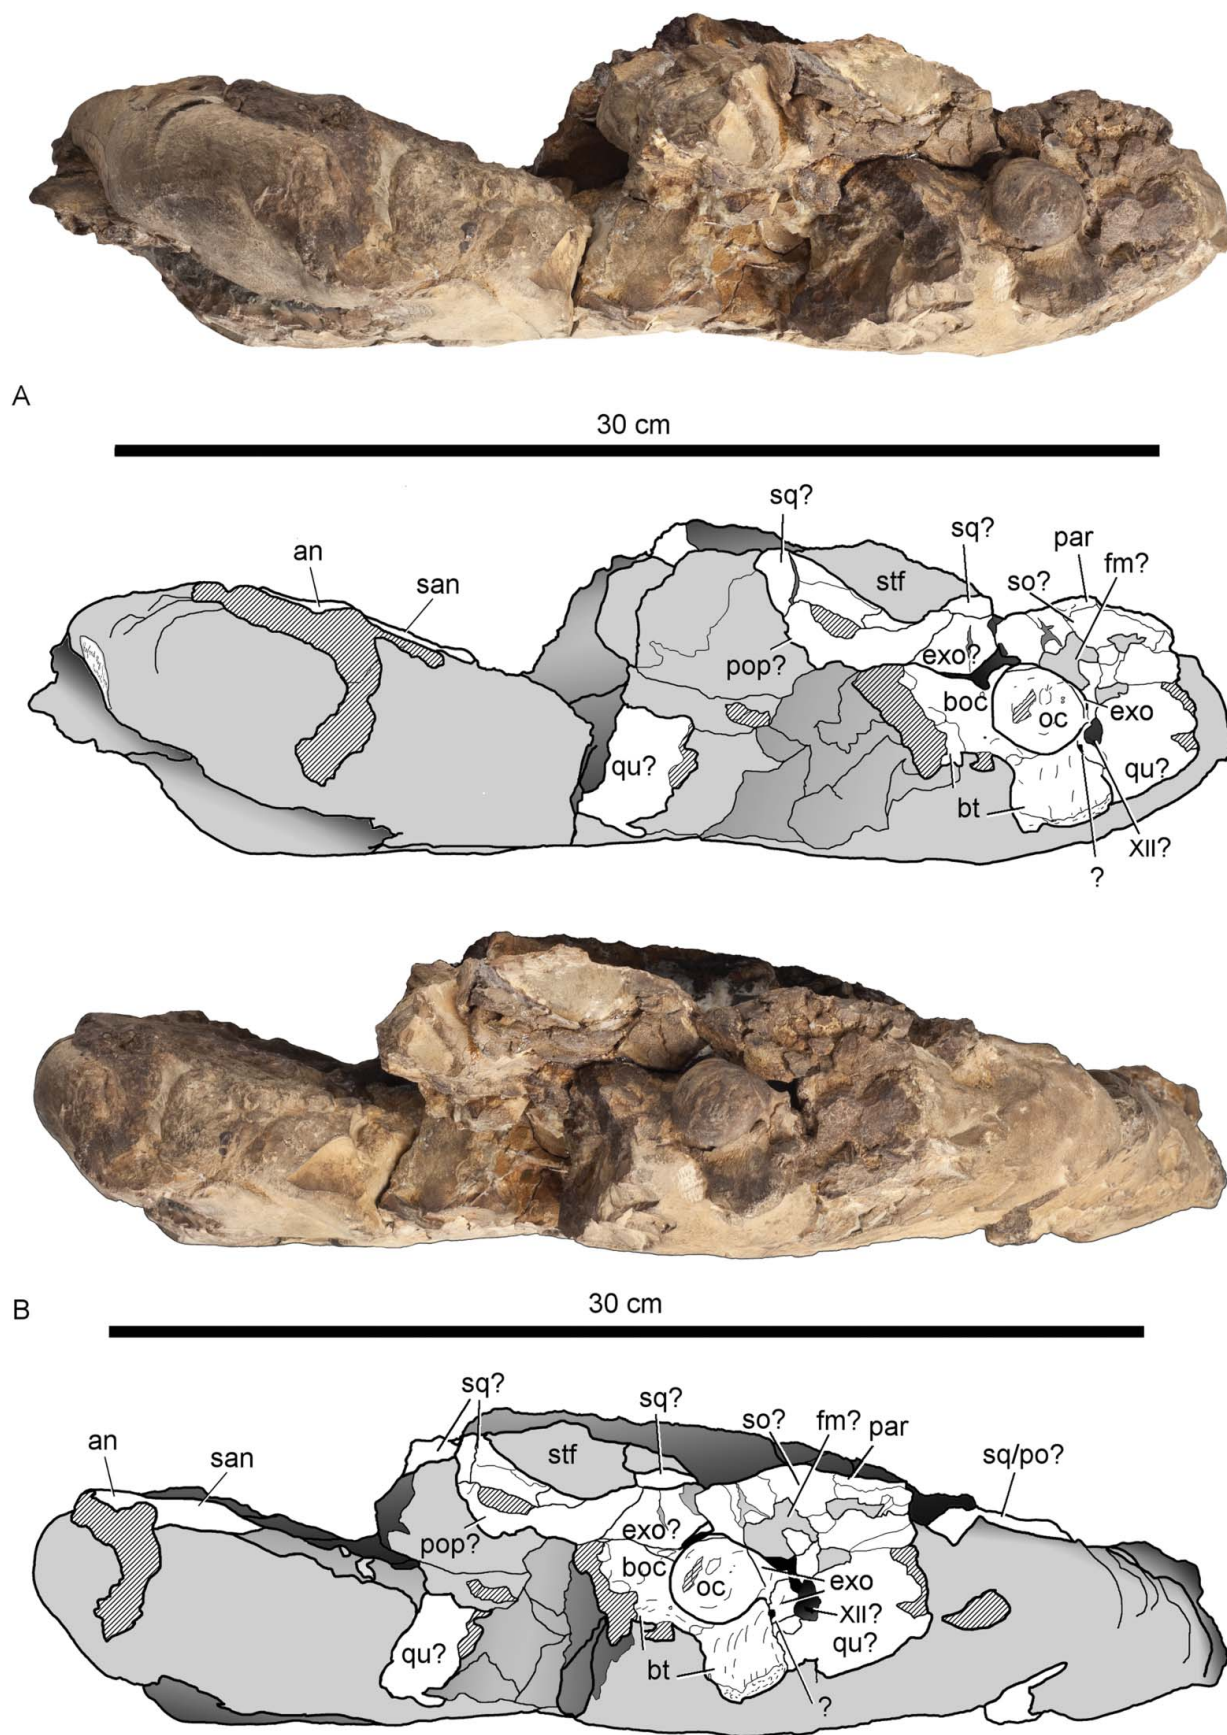 A
30 cm
sq?
an
san
stf
sq?
par
so?
fm?
pop?
exo?
boc
oc
exo
qu?
qu?
bt
XII?
?
B
30 cm
sq?
sq?
so?
fm?
par
an
san
stf
sq/po?
pop?
exo?
boc
oc
exo
XII?
qu?
qu?
bt
?